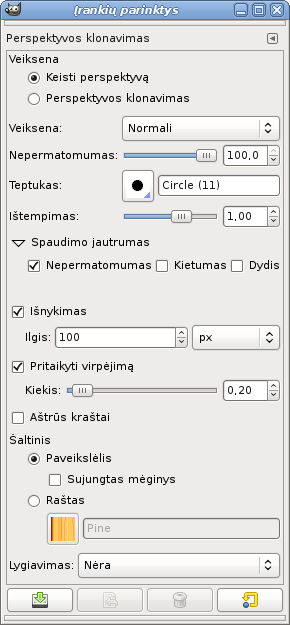 Įrankių parinktys
Perspektyvos klonavimas
Veiksena
Keisti perspektyvą
Perspektyvos klonavimas
Veiksena: Normali
Nepermatomumas: 100,0
Teptukas: Circle (11)
Ištempimas: 1,00
Spaudimo jautrumas
Nepermatomumas Kietumas Dydis
Išnykimas
Ilgis: 100 px
Pritaikyti virpėjimą
Kiekis: 0,20
Aštrūs kraštai
Šaltinis
Paveikslėlis
Sujungtas mėginys
Raštas
Pine
Lygiavimas: Nėra